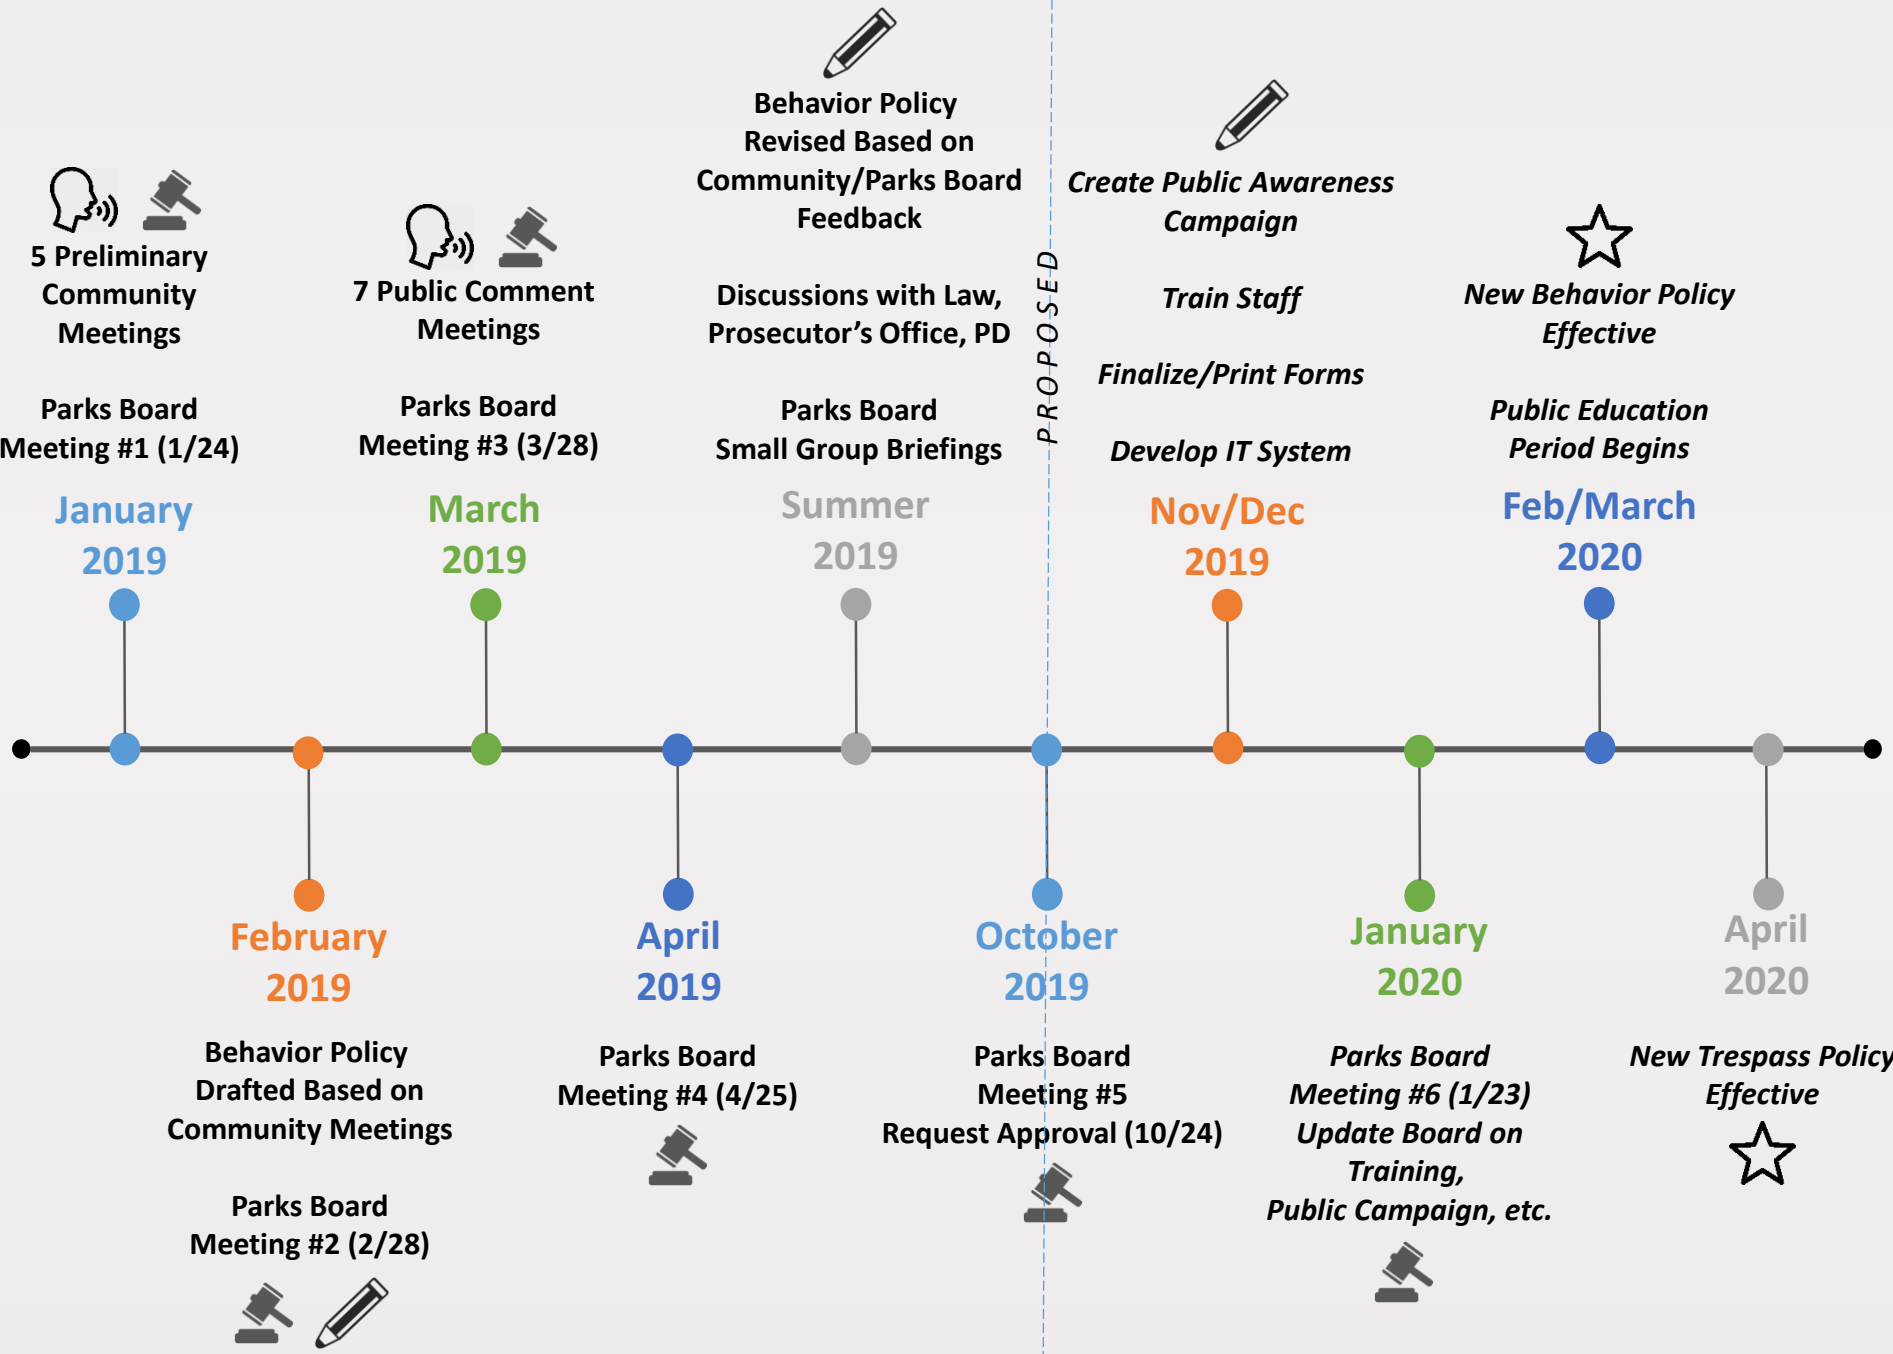 5 Preliminary
Community
Meetings
Parks Board
Meeting #1 (1/24)
January
2019
February
2019
Behavior Policy
Drafted Based on
Community Meetings
Parks Board
Meeting #2 (2/28)
7 Public Comment
Meetings
Parks Board
Meeting #3 (3/28)
March
2019
April
2019
Parks Board
Meeting #4 (4/25)
Behavior Policy
Revised Based on
Community/Parks Board
Feedback
Discussions with Law,
Prosecutor's Office, PD
Parks Board
Small Group Briefings
Summer
2019
PROPOSED
October
2019
Parks Board
Meeting #5
Request Approval (10/24)
Create Public Awareness
Campaign
Train Staff
Finalize/Print Forms
Develop IT System
Nov/Dec
2019
January
2020
Parks Board
Meeting #6 (1/23)
Update Board on
Training,
Public Campaign, etc.
New Behavior Policy
Effective
Public Education
Period Begins
Feb/March
2020
April
2020
New Trespass Policy
Effective